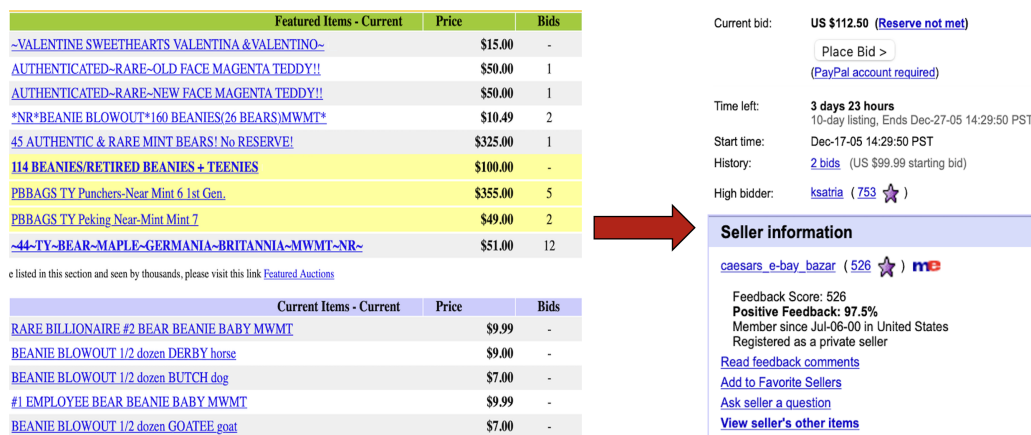 Featured Items - Current Price Bids
~VALENTINE SWEETHEARTS VALENTINA &VALENTINO~ $15.00 -
AUTHENTICATED~RARE~OLD FACE MAGENTA TEDDY!! $50.00 1
AUTHENTICATED~RARE~NEW FACE MAGENTA TEDDY!! $50.00 1
*NR*BEANIE BLOWOUT*160 BEANIES(26 BEARS)MWMT* $10.49 2
45 AUTHENTIC & RARE MINT BEARS! No RESERVE! $325.00 1
114 BEANIES/RETIRED BEANIES + TEENIES $100.00 -
PBBAGS TY Punchers-Near Mint 6 1st Gen. $355.00 5
PBBAGS TY Peking Near-Mint Mint 7 $49.00 2
~44~TY~BEAR~MAPLE~GERMANIA~BRITANNIA~MWMT~NR~ $51.00 12
e listed in this section and seen by thousands, please visit this link Featured Auctions
Current Items - Current Price Bids
RARE BILLIONAIRE #2 BEAR BEANIE BABY MWMT $9.99 -
BEANIE BLOWOUT 1/2 dozen DERBY horse $9.00 -
BEANIE BLOWOUT 1/2 dozen BUTCH dog $7.00 -
#1 EMPLOYEE BEAR BEANIE BABY MWMT $9.99 -
BEANIE BLOWOUT 1/2 dozen GOATEE goat $7.00 -
Current bid: US $112.50 (Reserve not met)
Place Bid >
(PayPal account required)
Time left: 3 days 23 hours
10-day listing, Ends Dec-27-05 14:29:50 PST
Start time: Dec-17-05 14:29:50 PST
History: 2 bids (US $99.99 starting bid)
High bidder: ksatria ( 753 )
Seller information
caesars_e-bay_bazar ( 526 ) me
Feedback Score: 526
Positive Feedback: 97.5%
Member since Jul-06-00 in United States
Registered as a private seller
Read feedback comments
Add to Favorite Sellers
Ask seller a question
View seller's other items